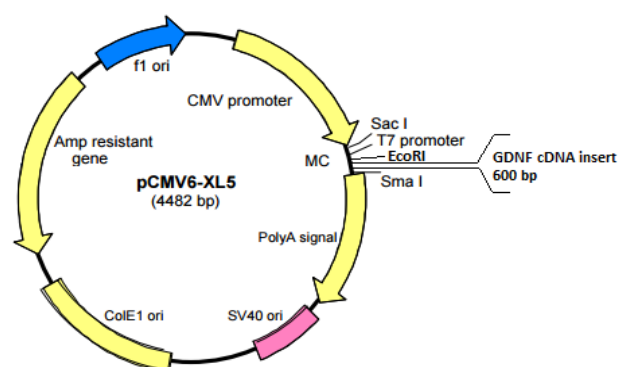 f1 ori
CMV promoter
Sac I
T7 promoter
EcoRI
MC
GDNF cDNA insert
600 bp
Sma I
Amp resistant
gene
pCMV6-XL5
(4482 bp)
PolyA signal
ColE1 ori
SV40 ori